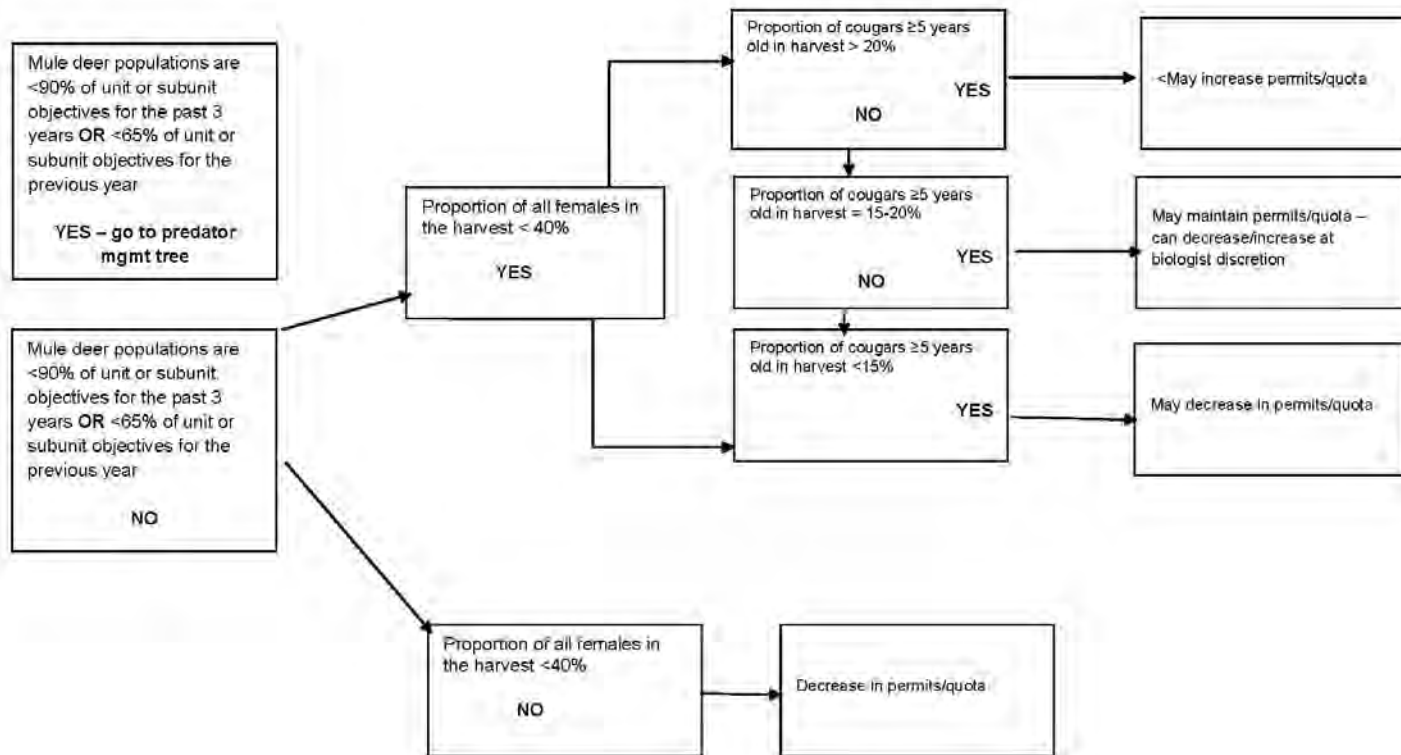 Mule deer populations are
<90% of unit or subunit
objectives for the past 3
years OR <65% of unit or
subunit objectives for the
previous year
YES – go to predator
mgmt tree
Mule deer populations are
<90% of unit or subunit
objectives for the past 3
years OR <65% of unit or
subunit objectives for the
previous year
NO
Proportion of all females in
the harvest < 40%
YES
Proportion of cougars ≥5 years
old in harvest > 20%
YES
NO
<May increase permits/quota
Proportion of cougars ≥5 years
old in harvest = 15-20%
YES
NO
May maintain permits/quota –
can decrease/increase at
biologist discretion
Proportion of cougars ≥5 years
old in harvest <15%
YES
May decrease in permits/quota
Proportion of all females in
the harvest <40%
NO
Decrease in permits/quota